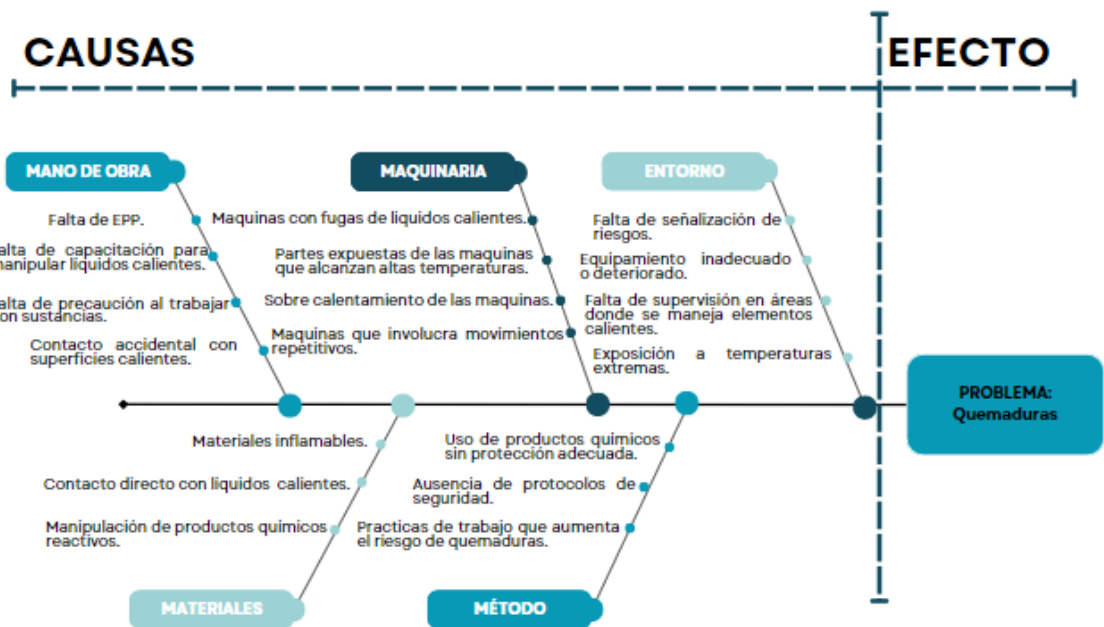 CAUSAS
EFECTO
MANO DE OBRA
Falta de EPP.
alta de capacitación para
manipular líquidos calientes.
alta de precaución al trabajar
on sustancias.
Contacto accidental con
superficies calientes.
MAQUINARIA
Maquinas con fugas de liquidos calientes.
Partes expuestas de las maquinas
que alcanzan altas temperaturas.
Sobre calentamiento de las maquinas.
Maquinas que involucra movimientos
repetitivos.
ENTORNO
Falta de señalización de
riesgos.
Equipamiento inadecuado
o deteriorado.
Falta de supervisión en áreas
donde se maneja elementos
calientes.
Exposición a temperaturas
extremas.
PROBLEMA:
Quemaduras
Materiales inflamables.
Contacto directo con líquidos calientes.
Manipulación de productos químicos
reactivos.
MATERIALES
Uso de productos químicos
sin protección adecuada.
Ausencia de protocolos de
seguridad.
Practicas de trabajo que aumenta
el riesgo de quemaduras.
MÉTODO